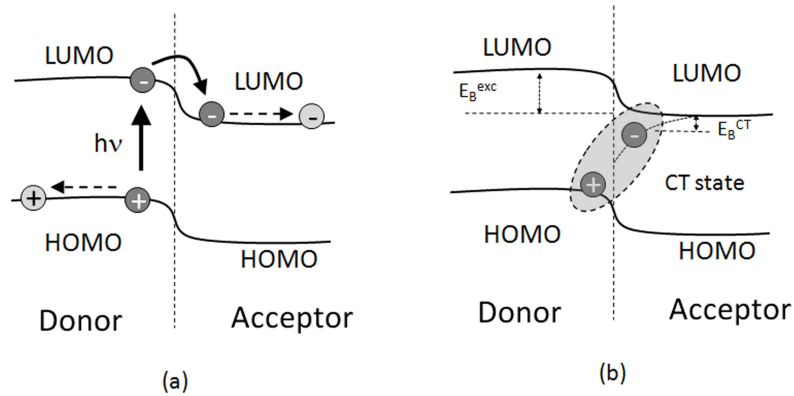 LUMO
LUMO
hν
HOMO
HOMO
Donor
Acceptor
(a)
LUMO
LUMO
E_B^exc
E_B^CT
CT state
HOMO
HOMO
Donor
Acceptor
(b)
-
-
-
+
+
-
+